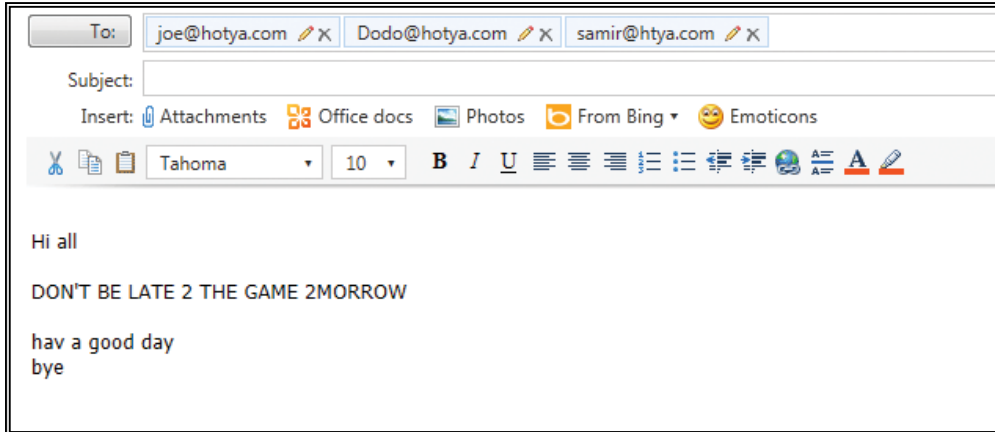 To: joe@hotya.com Dodo@hotya.com samir@htya.com
Subject:
Insert: Attachments Office docs Photos From Bing Emoticons
Tahoma 10 B I U A
Hi all
DON'T BE LATE 2 THE GAME 2MORROW
hav a good day
bye